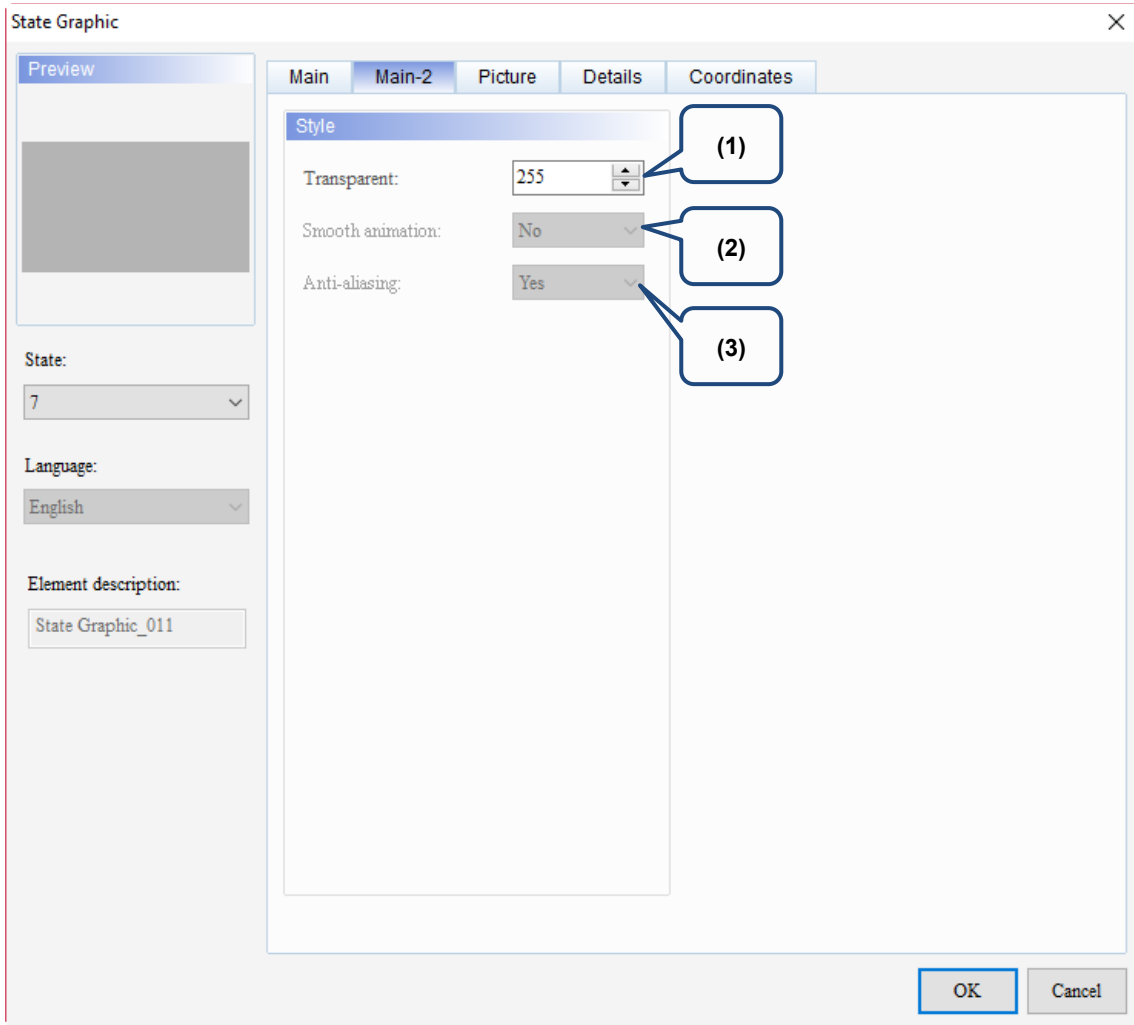 State Graphic
Preview
Main Main-2 Picture Details Coordinates
Style
Transparent: 255
(1)
Smooth animation: No
(2)
Anti-aliasing: Yes
(3)
State:
7
Language:
English
Element description:
State Graphic_011
OK Cancel